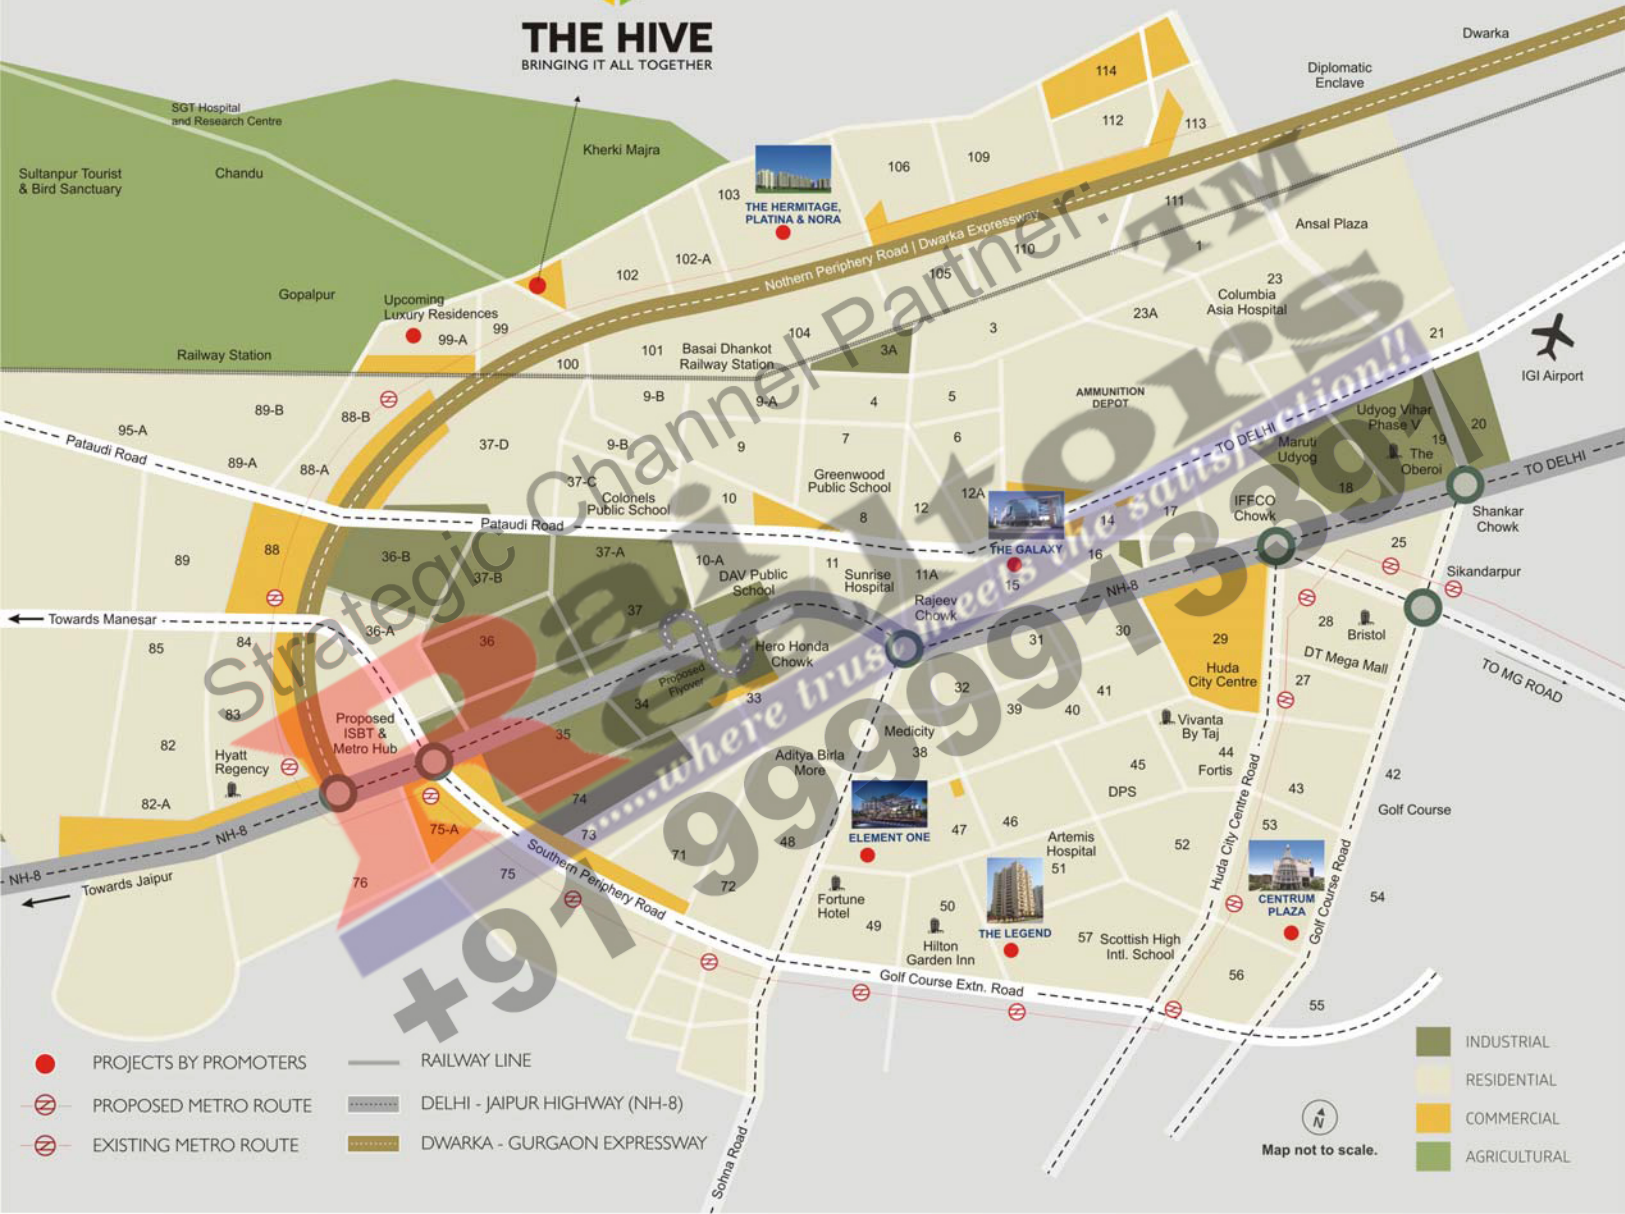 THE HIVE
BRINGING IT ALL TOGETHER
Dwarka
Diplomatic
Enclave
114
112
113
SGT Hospital
and Research Centre
Kherki Majra
Sultanpur Tourist
& Bird Sanctuary
Chandu
106
109
103
THE HERMITAGE,
PLATINA & NORA
111
Ansal Plaza
Nothern Periphery Road | Dwarka Expressway
110
1
102-A
102
105
23
Columbia
Asia Hospital
Gopalpur
Upcoming
Luxury Residences
99-A
99
104
3
23A
21
IGI Airport
Railway Station
100
101
Basai Dhankot
Railway Station
3A
AMMUNITION
DEPOT
9-B
9-A
4
5
89-B
88-B
95-A
Pataudi Road
89-A
88-A
37-D
9-B
9
7
6
TO DELHI
Maruti
Udyog
Udyog Vihar
Phase V
19
20
The
Oberoi
18
TO DELHI
37-C
Colonels
Public School
10
Greenwood
Public School
8
12
12A
Pataudi Road
14
17
IFFCO
Chowk
Shankar
Chowk
THE GALAXY
15
16
25
Sikandarpur
88
89
36-B
37-B
37-A
10-A
DAV Public
School
11
Sunrise
Hospital
11A
Rajeev
Chowk
NH-8
Towards Manesar
36-A
36
37
85
84
Hero Honda
Chowk
31
30
29
Huda
City Centre
28
Bristol
DT Mega Mall
27
TO MG ROAD
Proposed
Flyover
34
33
32
39
40
41
83
82
Proposed
ISBT &
Metro Hub
35
Medicity
38
Vivanta
By Taj
44
Fortis
Hyatt
Regency
82-A
Aditya Birla
More
45
DPS
43
42
Golf Course
NH-8
75-A
74
73
ELEMENT ONE
47
46
Artemis
Hospital
51
52
53
Huda City Centre Road
NH-8
Towards Jaipur
76
75
Southern Periphery Road
71
72
48
Fortune
Hotel
49
50
Hilton
Garden Inn
THE LEGEND
57
Scottish High
Intl. School
CENTRUM
PLAZA
Golf Course Road
54
56
55
Golf Course Extn. Road
Sohna Road
Strategic Channel Partner:
Railtors
TM
.....where trust meets the satisfaction!!
+91 9999913391
PROJECTS BY PROMOTERS
PROPOSED METRO ROUTE
EXISTING METRO ROUTE
RAILWAY LINE
DELHI - JAIPUR HIGHWAY (NH-8)
DWARKA - GURGAON EXPRESSWAY
N
Map not to scale.
INDUSTRIAL
RESIDENTIAL
COMMERCIAL
AGRICULTURAL